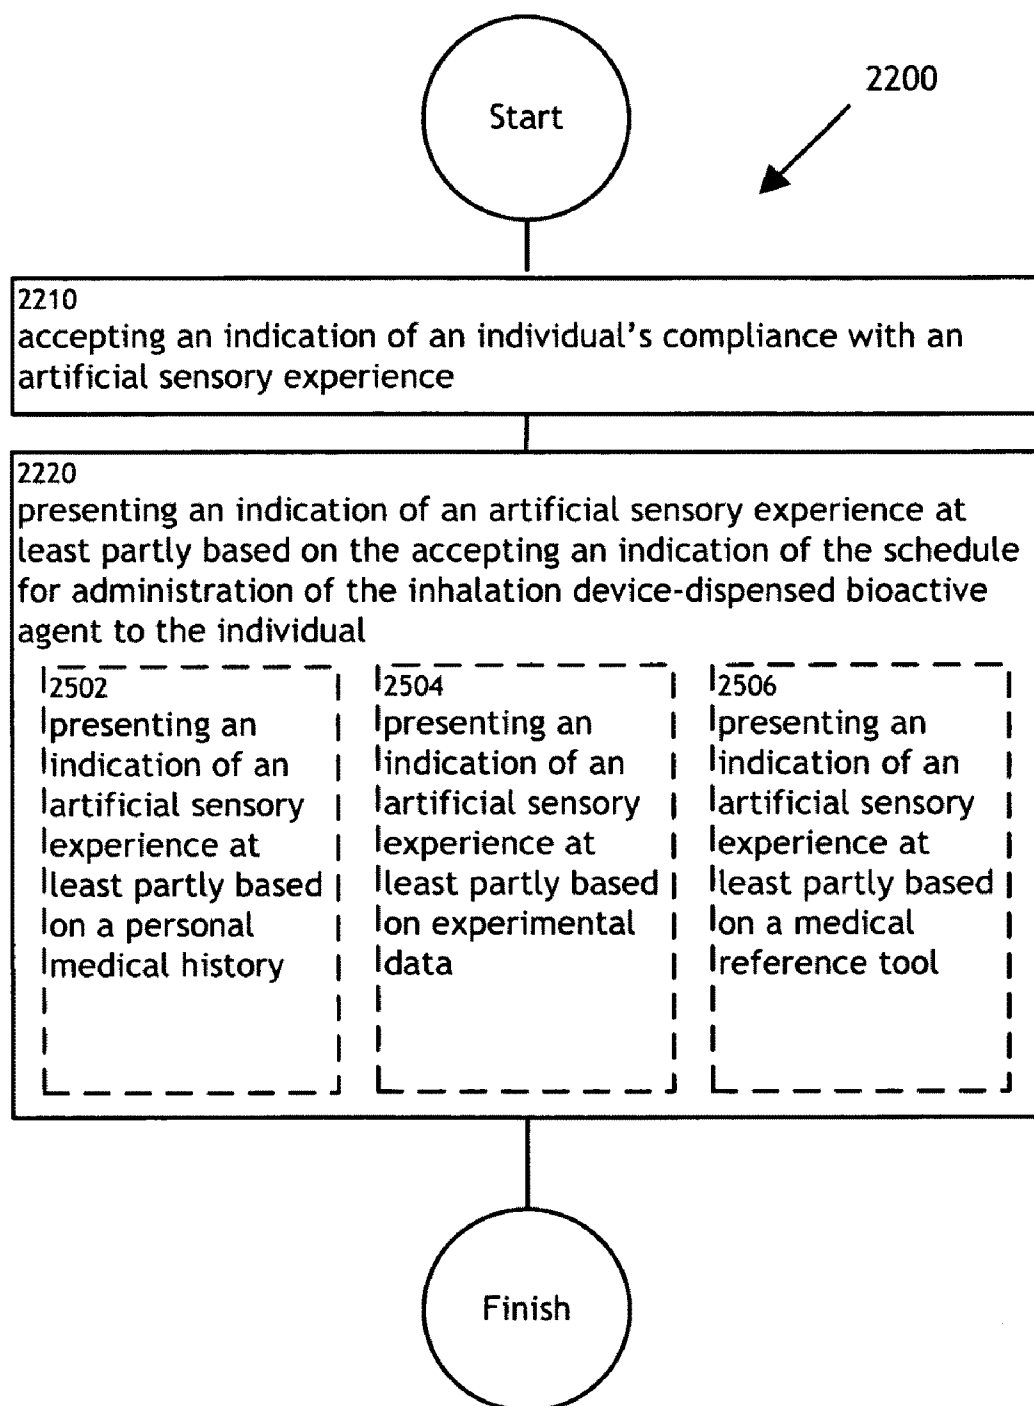 Start
2200
2210
accepting an indication of an individual's compliance with an
artificial sensory experience
2220
presenting an indication of an artificial sensory experience at
least partly based on the accepting an indication of the schedule
for administration of the inhalation device-dispensed bioactive
agent to the individual
2502
presenting an
indication of an
artificial sensory
experience at
least partly based
on a personal
medical history
2504
presenting an
indication of an
artificial sensory
experience at
least partly based
on experimental
data
2506
presenting an
indication of an
artificial sensory
experience at
least partly based
on a medical
reference tool
Finish